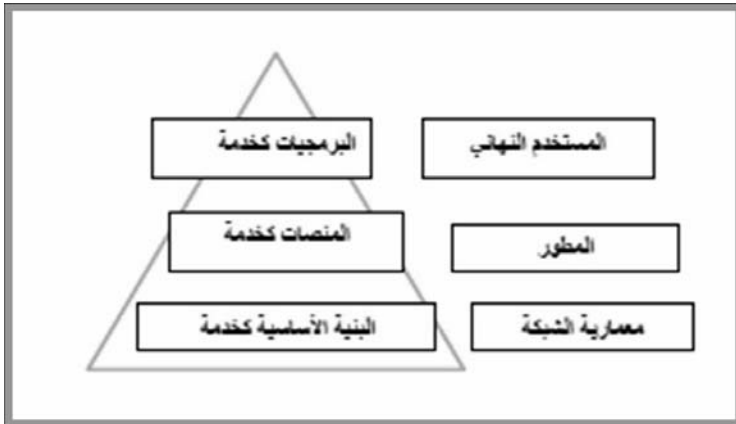 المستخدم النهائي
البرمجيات كخدمة
المطور
المنصات كخدمة
معمارية الشبكة
البنية الأساسية كخدمة